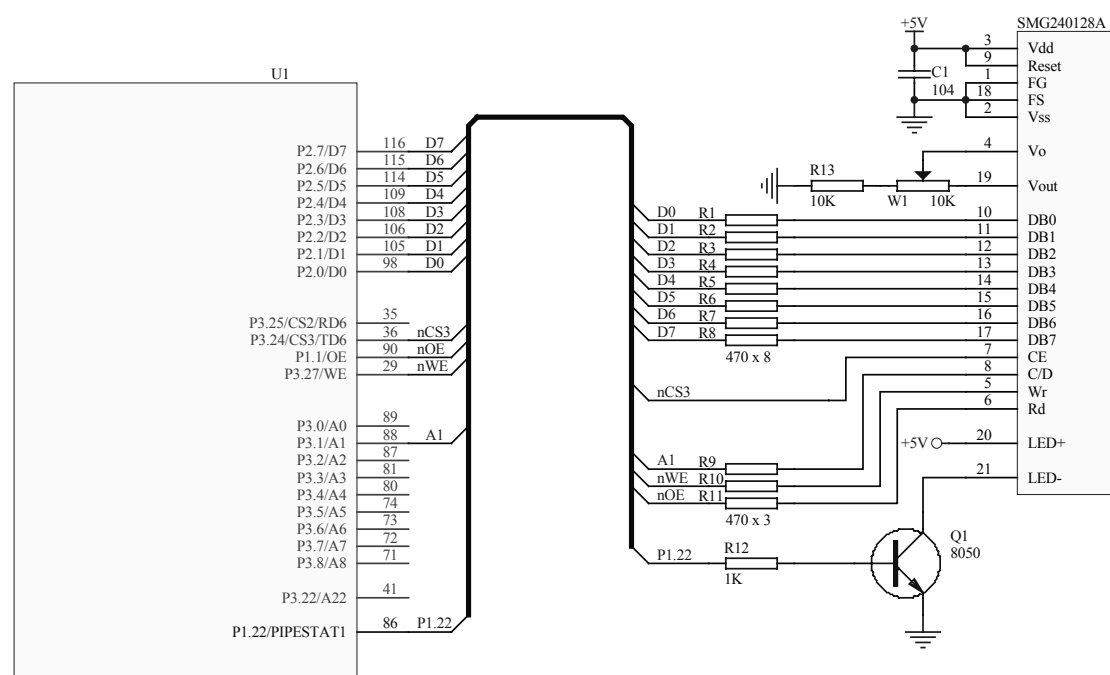 SMG240128A
+5V
3 Vdd
9 Reset
C1
1 FG
104
18 FS
2 Vss
U1
4 Vo
R13
19 Vout
10K W1 10K
P2.7/D7 116 D7
P2.6/D6 115 D6
P2.5/D5 114 D5
P2.4/D4 109 D4
P2.3/D3 108 D3
P2.2/D2 106 D2
P2.1/D1 105 D1
P2.0/D0 98 D0
D0 R1 10 DB0
D1 R2 11 DB1
D2 R3 12 DB2
D3 R4 13 DB3
D4 R5 14 DB4
D5 R6 15 DB5
D6 R7 16 DB6
D7 R8 17 DB7
470 x 8
P3.25/CS2/RD6 35
P3.24/CS3/TD6 36 nCS3
P1.1/OE 90 nOE
P3.27/WE 29 nWE
7 CE
8 C/D
5 Wr
6 Rd
nCS3
P3.0/A0 89
P3.1/A1 88 A1
P3.2/A2 87
P3.3/A3 81
P3.4/A4 80
P3.5/A5 74
P3.6/A6 73
P3.7/A7 72
P3.8/A8 71
P3.22/A22 41
P1.22/PIPESTAT1 86 P1.22
+5V 20 LED+
21 LED-
A1 R9
nWE R10
nOE R11
470 x 3
P1.22 R12
1K
Q1
8050